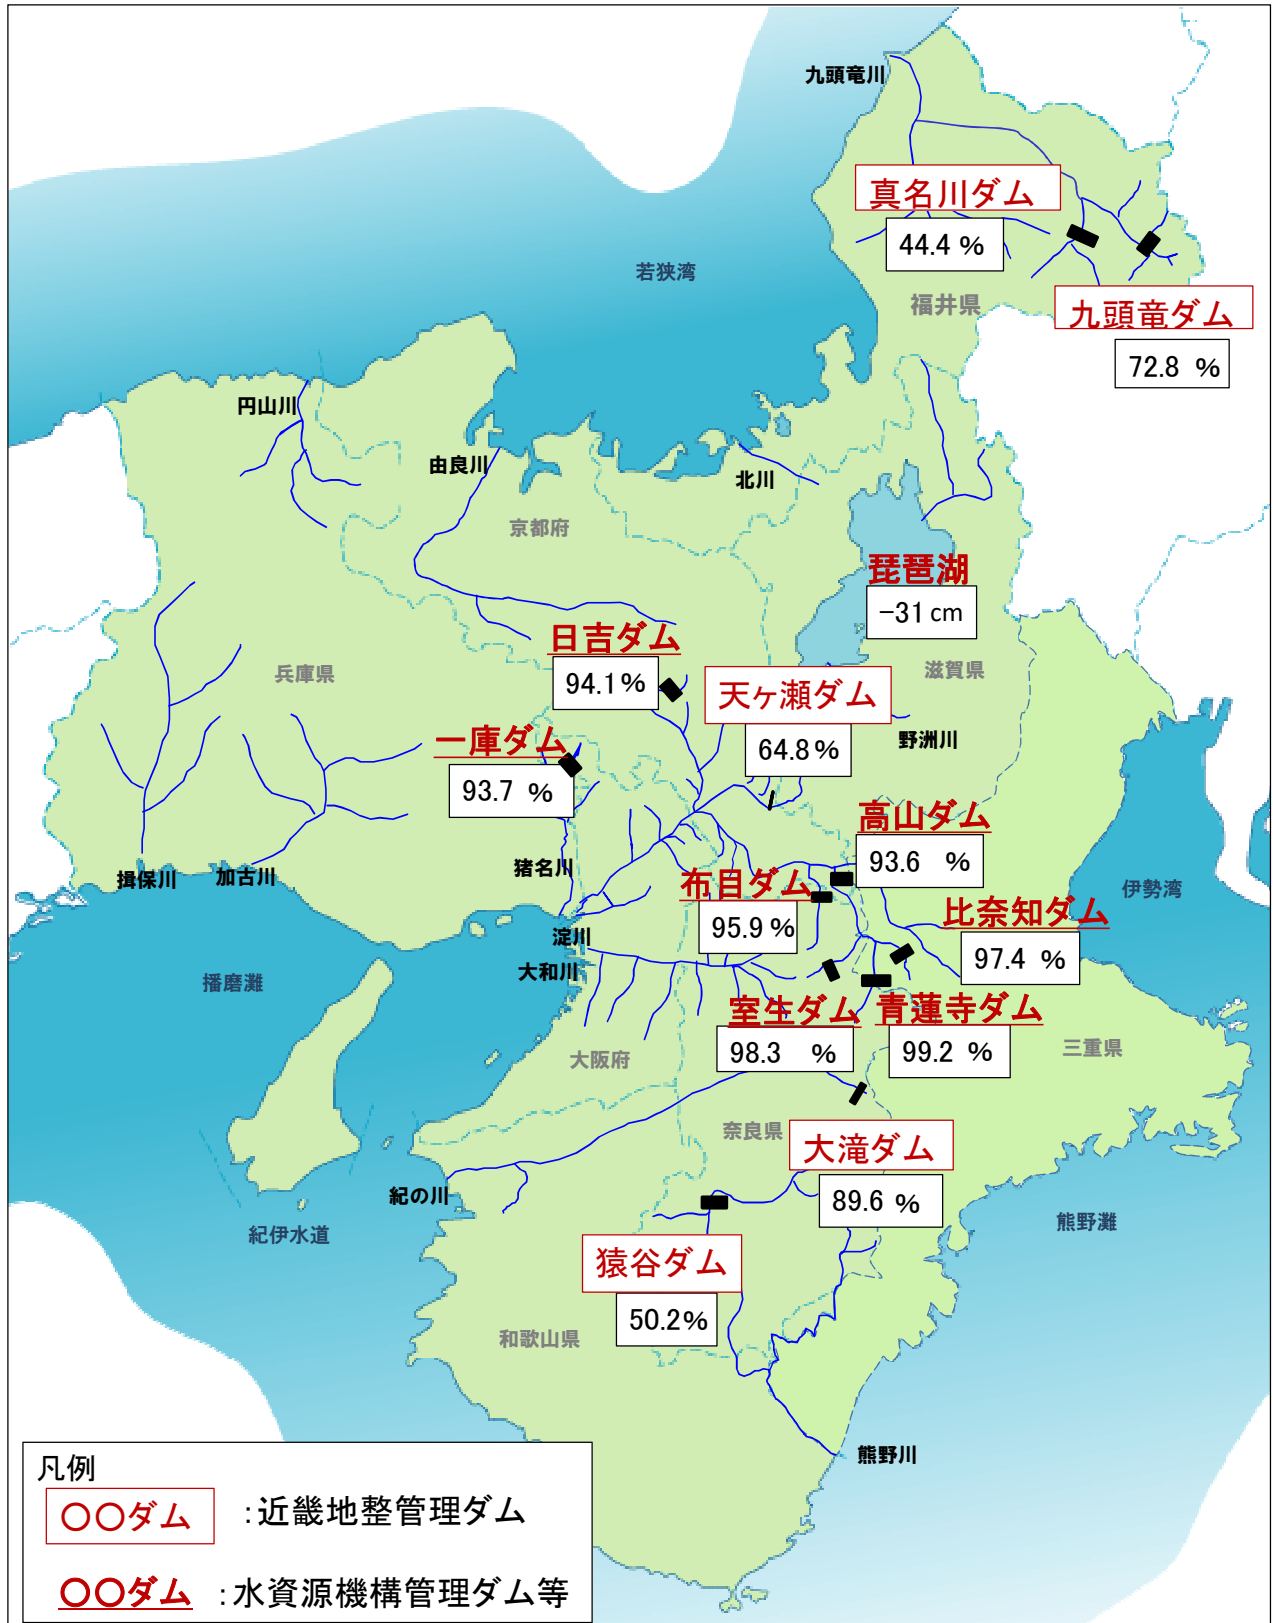 九頭竜川
真名川ダム
44.4 %
若狭湾
福井県
九頭竜ダム
72.8 %
円山川
由良川
北川
京都府
琵琶湖
-31 cm
日吉ダム
94.1%
兵庫県
滋賀県
天ヶ瀬ダム
64.8%
野洲川
一庫ダム
93.7 %
高山ダム
93.6 %
猪名川
揖保川
加古川
布目ダム
95.9 %
伊勢湾
比奈知ダム
97.4 %
淀川
大和川
播磨灘
室生ダム
98.3 %
青蓮寺ダム
99.2 %
大阪府
三重県
奈良県
大滝ダム
89.6 %
紀の川
紀伊水道
熊野灘
猿谷ダム
50.2%
和歌山県
熊野川
凡例
〇〇ダム :近畿地整管理ダム
〇〇ダム :水資源機構管理ダム等